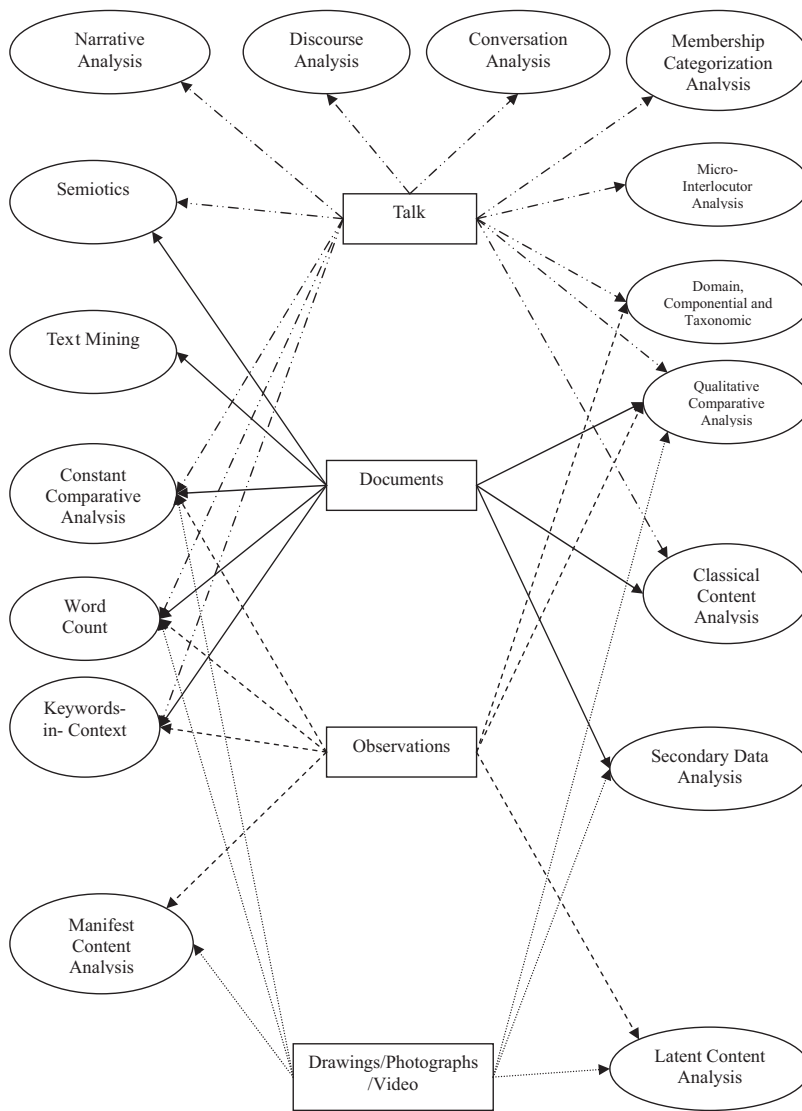 Narrative
Analysis
Discourse
Analysis
Conversation
Analysis
Membership
Categorization
Analysis
Semiotics
Talk
Micro-
Interlocutor
Analysis
Domain,
Componential and
Taxonomic
Text Mining
Qualitative
Comparative
Analysis
Constant
Comparative
Analysis
Documents
Classical
Content
Analysis
Word
Count
Keywords-
in- Context
Observations
Secondary Data
Analysis
Manifest
Content
Analysis
Drawings/Photographs
/Video
Latent Content
Analysis